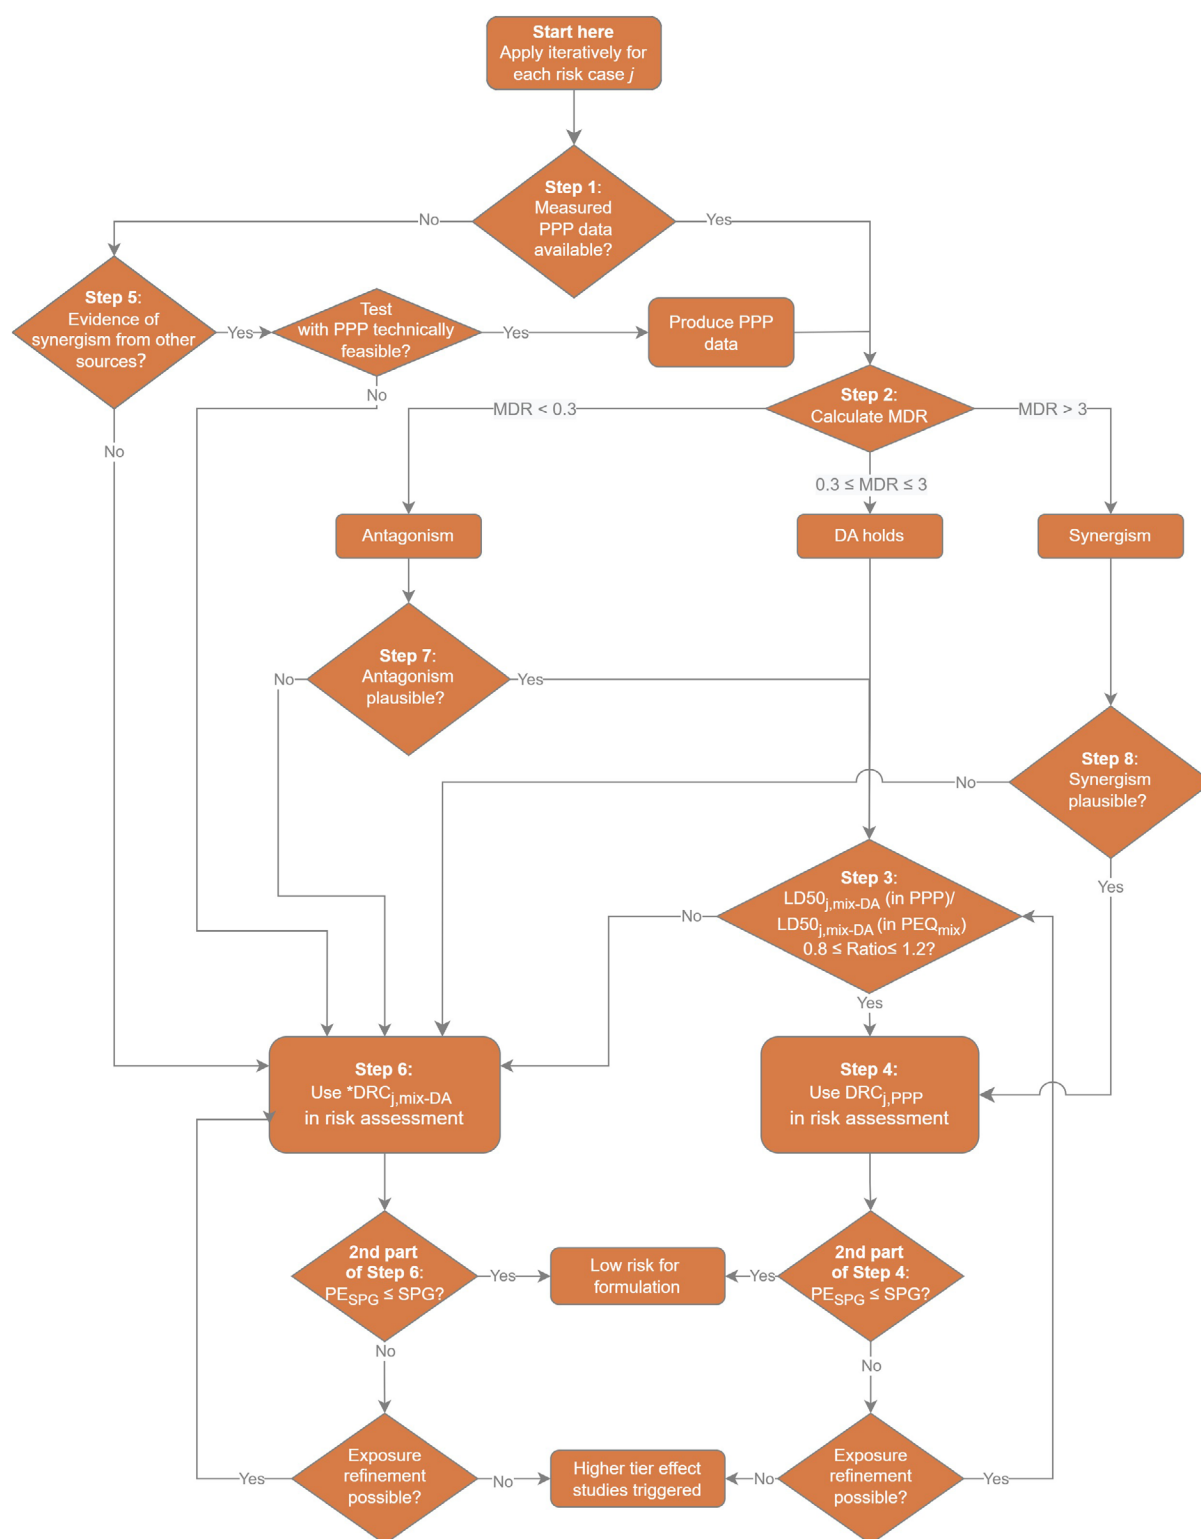 Start here
Apply iteratively for
each risk case j
Step 1:
Measured
PPP data
available?
No
Yes
Step 5:
Evidence of
synergism from other
sources?
Yes
Test
with PPP technically
feasible?
Yes
Produce PPP
data
No
No
Step 2:
Calculate MDR
MDR < 0.3
MDR > 3
0.3 ≤ MDR ≤ 3
Antagonism
DA holds
Synergism
Step 7:
Antagonism
plausible?
No
Yes
Step 8:
Synergism
plausible?
No
Yes
Step 3:
LD50j,mix-DA (in PPP)/
LD50j,mix-DA (in PEQmix)
0.8 ≤ Ratio≤ 1.2?
No
Yes
Step 6:
Use *DRCj,mix-DA
in risk assessment
Step 4:
Use DRCj,PPP
in risk assessment
2nd part
of Step 6:
PESPG ≤ SPG?
Yes
Low risk for
formulation
Yes
2nd part
of Step 4:
PESPG ≤ SPG?
No
No
Exposure
refinement
possible?
Yes
No
Higher tier effect
studies triggered
No
Exposure
refinement
possible?
Yes